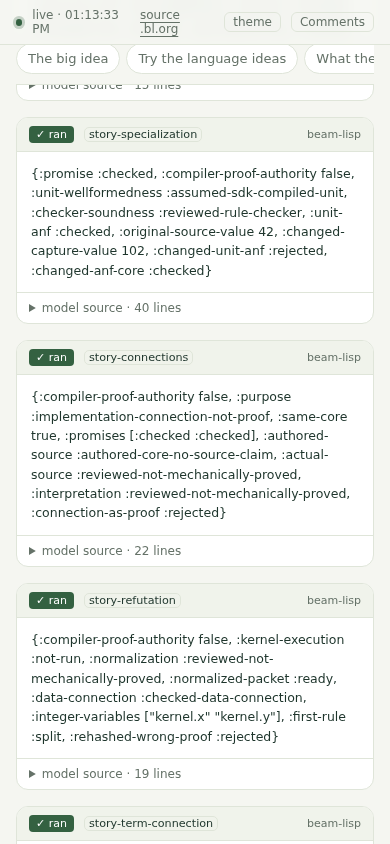 live · 01:13:33 PM
source .bl.org
theme
Comments
The big idea
Try the language ideas
What the
model source · 15 lines
✓ ran story-specialization beam-lisp
{:promise :checked, :compiler-proof-authority false,
:unit-wellformedness :assumed-sdk-compiled-unit,
:checker-soundness :reviewed-rule-checker, :unit-
anf :checked, :original-source-value 42, :changed-
capture-value 102, :changed-unit-anf :rejected,
:changed-anf-core :checked}
▶ model source · 40 lines
✓ ran story-connections beam-lisp
{:compiler-proof-authority false, :purpose
:implementation-connection-not-proof, :same-core
true, :promises [:checked :checked], :authored-
source :authored-core-no-source-claim, :actual-
source :reviewed-not-mechanically-proved,
:interpretation :reviewed-not-mechanically-proved,
:connection-as-proof :rejected}
▶ model source · 22 lines
✓ ran story-refutation beam-lisp
{:compiler-proof-authority false, :kernel-execution
:not-run, :normalization :reviewed-not-
mechanically-proved, :normalized-packet :ready,
:data-connection :checked-data-connection,
:integer-variables ["kernel.x" "kernel.y"], :first-rule
:split, :rehashed-wrong-proof :rejected}
▶ model source · 19 lines
✓ ran story-term-connection beam-lisp